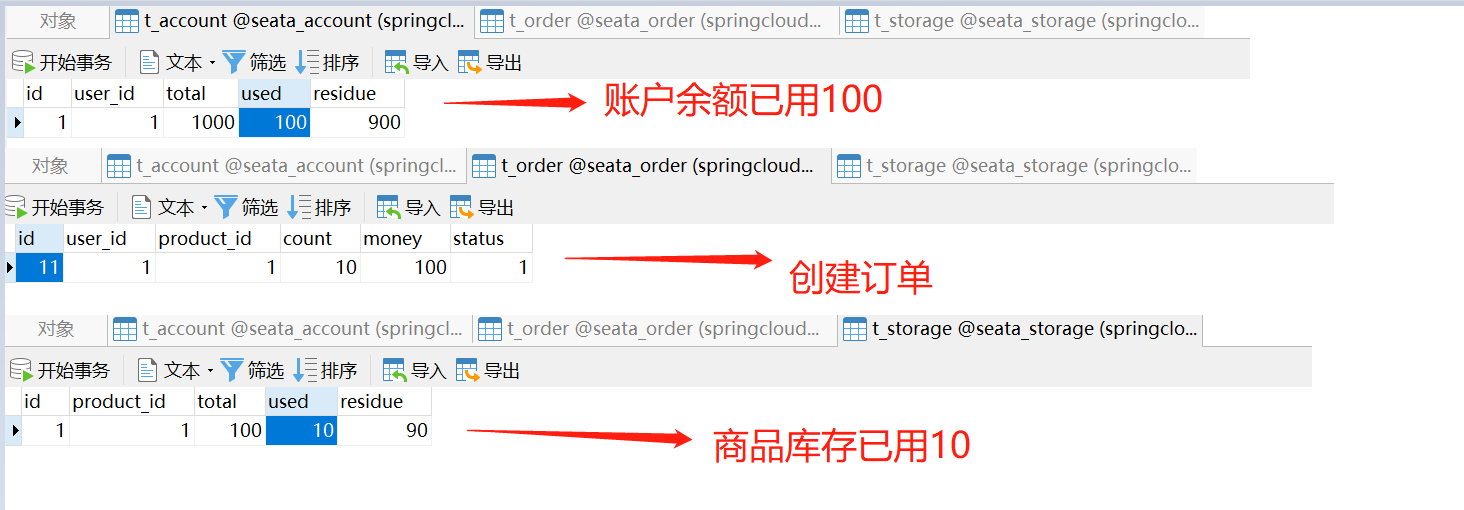 对象 t_account @seata_account (springcl... t_order @seata_order (springcloud... t_storage @seata_storage (springclo...
开始事务 文本 筛选 排序 导入 导出
id user_id total used residue
1 1 1000 100 900
账户余额已用100
对象 t_account @seata_account (springcl... t_order @seata_order (springcloud... t_storage @seata_storage (springclo...
开始事务 文本 筛选 排序 导入 导出
id user_id product_id count money status
11 1 1 10 100 1
创建订单
对象 t_account @seata_account (springcl... t_order @seata_order (springcloud... t_storage @seata_storage (springclo...
开始事务 文本 筛选 排序 导入 导出
id product_id total used residue
1 1 100 10 90
商品库存已用10